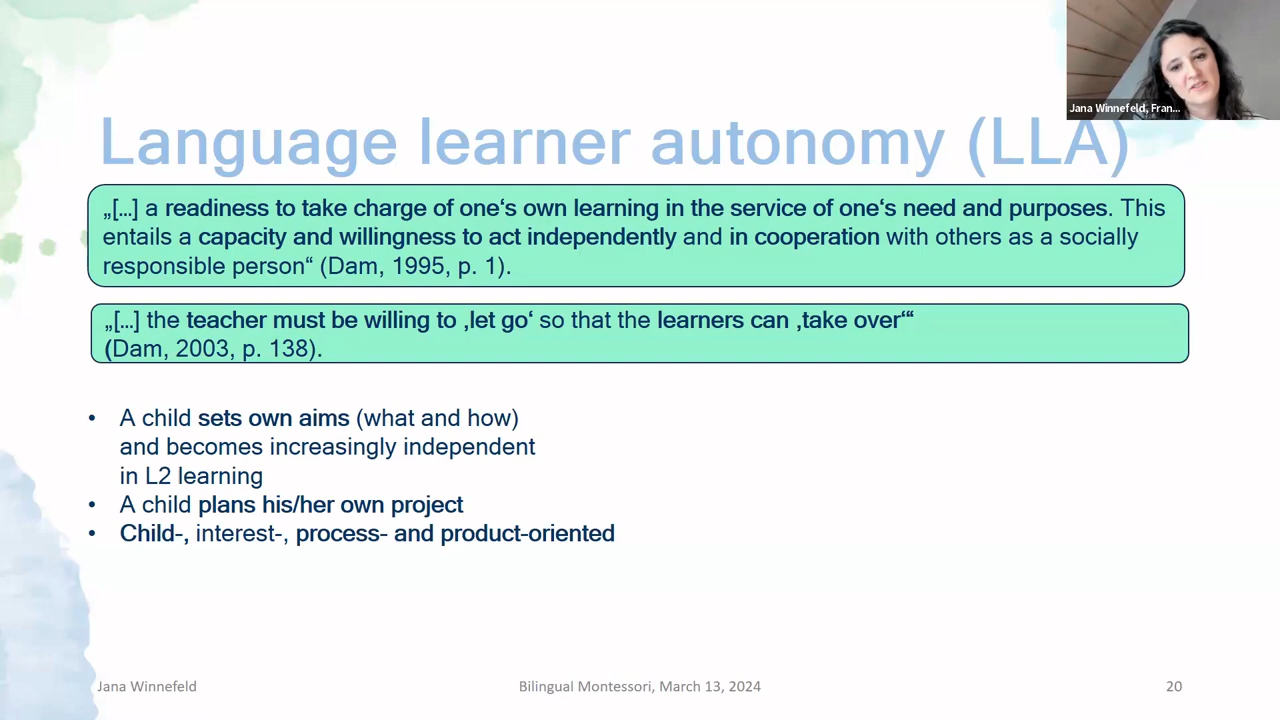 Jana Winnefeld, Fran...
Language learner autonomy (LLA)
„[...] a readiness to take charge of one‘s own learning in the service of one‘s need and purposes. This
entails a capacity and willingness to act independently and in cooperation with others as a socially
responsible person“ (Dam, 1995, p. 1).
„[...] the teacher must be willing to ‚let go‘ so that the learners can ‚take over‘“
(Dam, 2003, p. 138).
• A child sets own aims (what and how)
and becomes increasingly independent
in L2 learning
• A child plans his/her own project
• Child-, interest-, process- and product-oriented
Jana Winnefeld
Bilingual Montessori, March 13, 2024
20